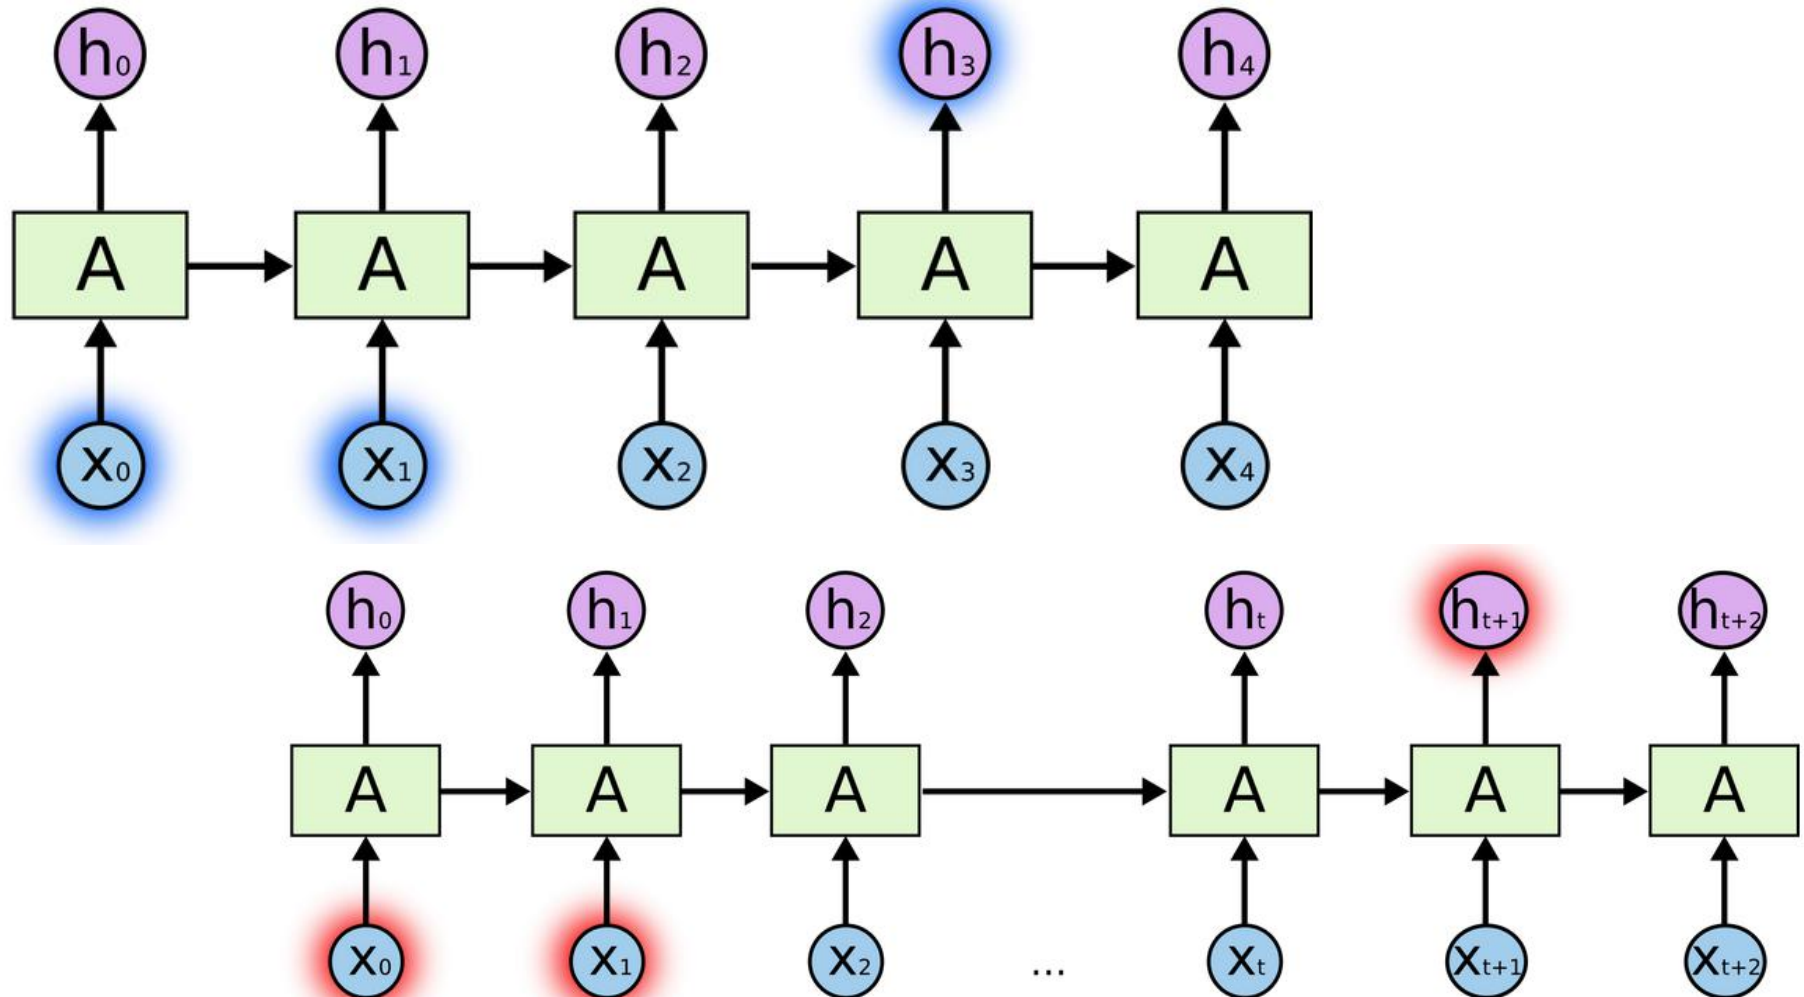 h₀ h₁ h₂ h₃ h₄
A A A A A
x₀ x₁ x₂ x₃ x₄
h₀ h₁ h₂ hₜ hₜ₊₁ hₜ₊₂
A A A A A A
x₀ x₁ x₂ ... xₜ xₜ₊₁ xₜ₊₂